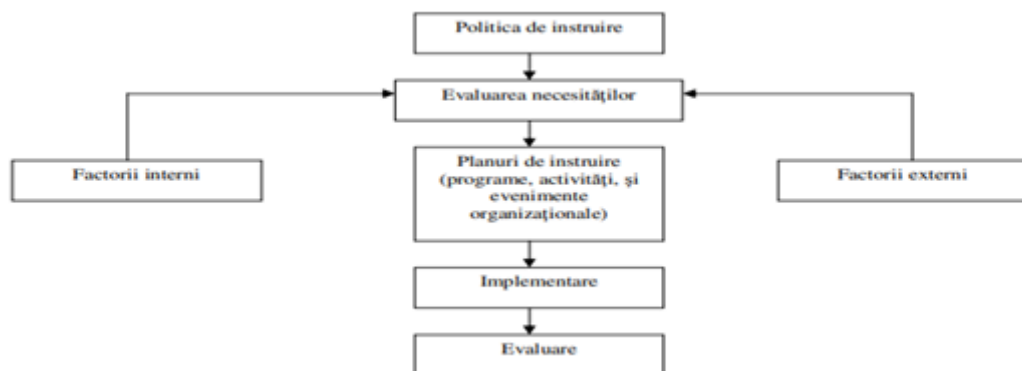 Politica de instruire
Evaluarea necesităţilor
Factorii interni
Planuri de instruire
(programe, activităţi, şi
evenimente
organizaţionale)
Factorii externi
Implementare
Evaluare